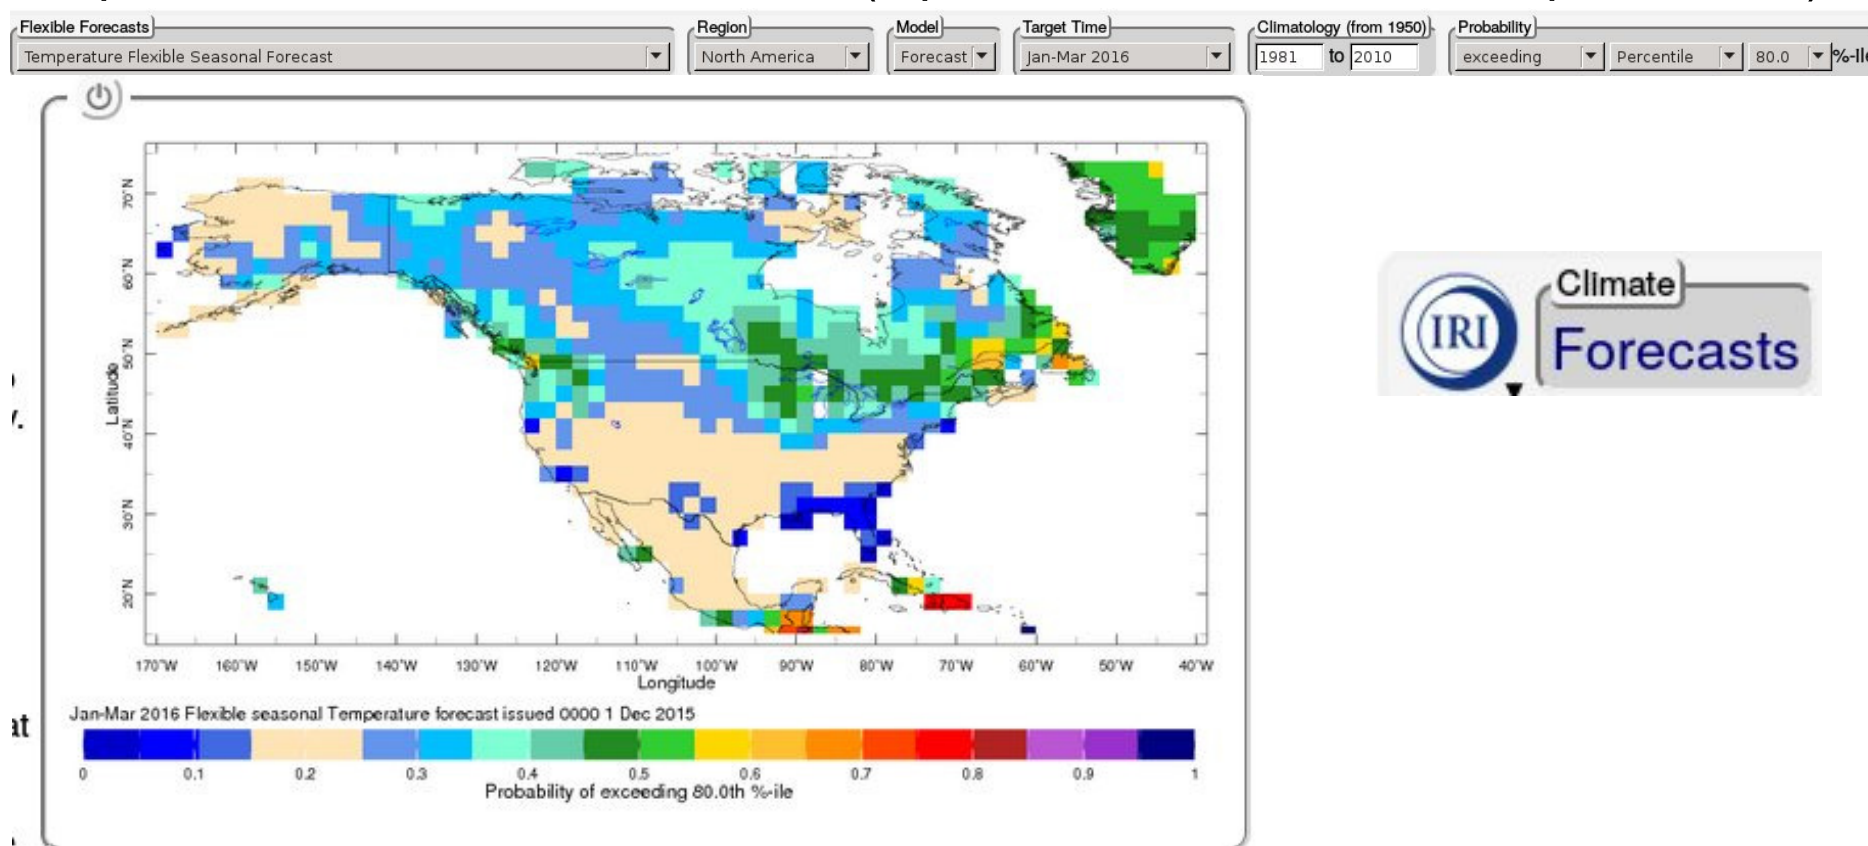 Flexible Forecasts
Temperature Flexible Seasonal Forecast
Region
North America
Model
Forecast
Target Time
Jan-Mar 2016
Climatology (from 1950)
1981 to 2010
Probability
exceeding Percentile 80.0 %-ile
70°N
60°N
50°N
40°N
30°N
20°N
Latitude
170°W 160°W 150°W 140°W 130°W 120°W 110°W 100°W 90°W 80°W 70°W 60°W 50°W 40°W
Longitude
Jan-Mar 2016 Flexible seasonal Temperature forecast issued 0000 1 Dec 2015
0 0.1 0.2 0.3 0.4 0.5 0.6 0.7 0.8 0.9 1
Probability of exceeding 80.0th %-ile
IRI
Climate
Forecasts
at